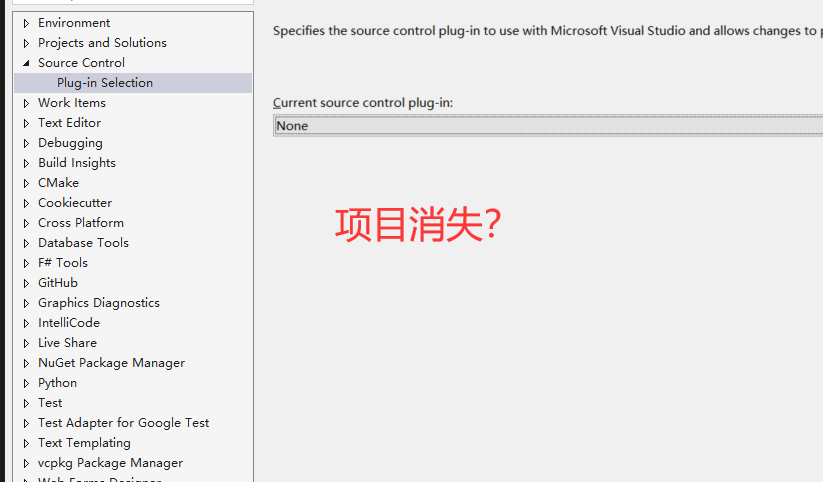 Environment
Projects and Solutions
Source Control
Plug-in Selection
Work Items
Text Editor
Debugging
Build Insights
CMake
Cookiecutter
Cross Platform
Database Tools
F# Tools
GitHub
Graphics Diagnostics
IntelliCode
Live Share
NuGet Package Manager
Python
Test
Test Adapter for Google Test
Text Templating
vcpkg Package Manager
Web Forms Designer
Specifies the source control plug-in to use with Microsoft Visual Studio and allows changes to p
Current source control plug-in:
None
项目消失?